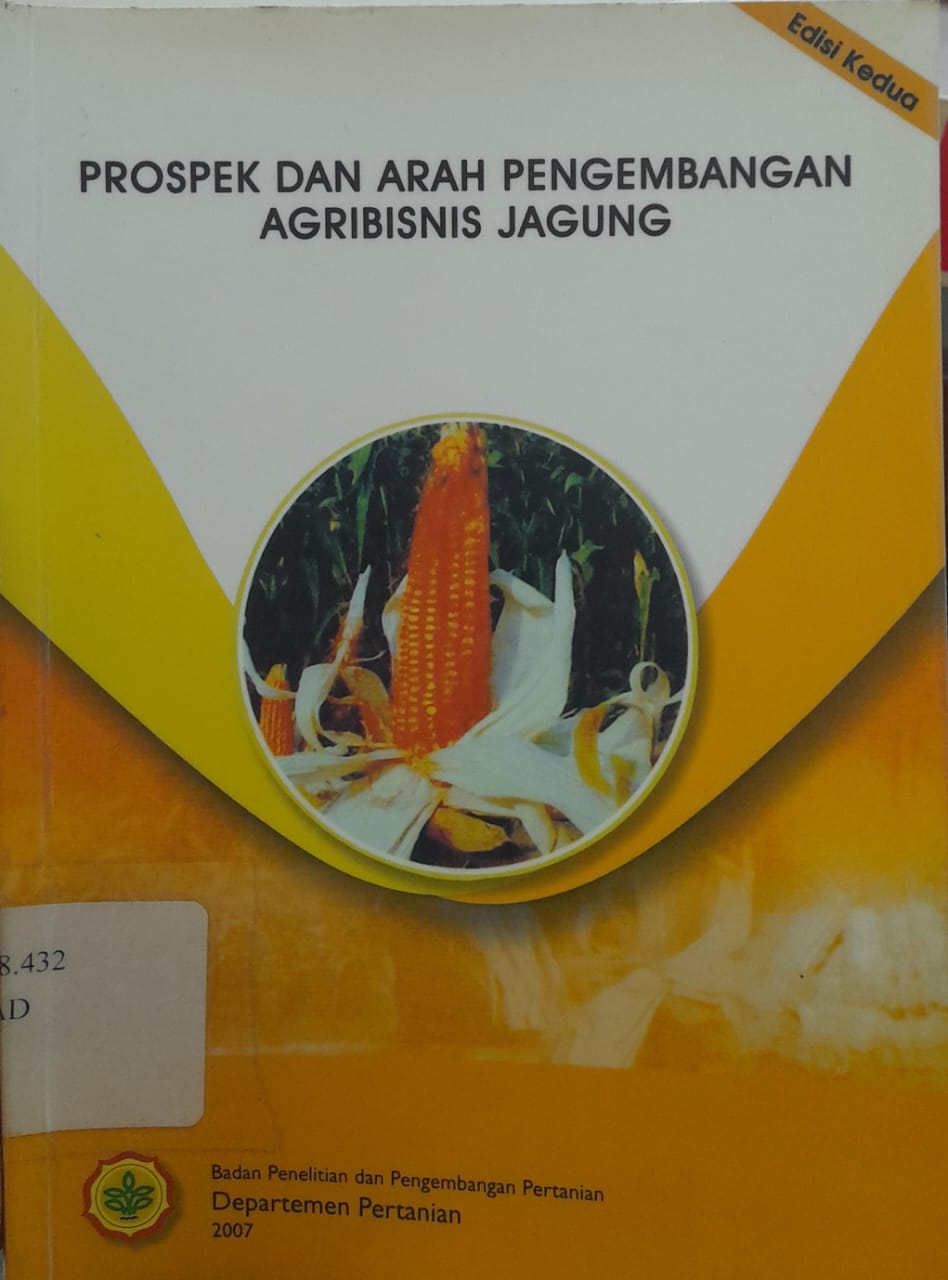 Edisi Kedua
PROSPEK DAN ARAH PENGEMBANGAN
AGRIBISNIS JAGUNG
8.432
AD
Badan Penelitian dan Pengembangan Pertanian
Departemen Pertanian
2007